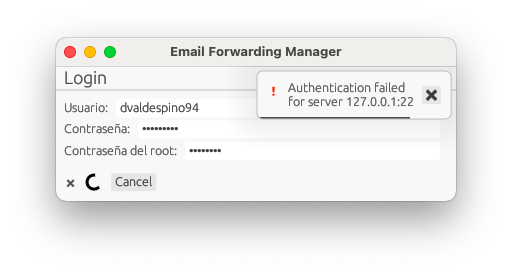 Email Forwarding Manager
Login
Authentication failed
for server 127.0.0.1:22
Usuario: dvaldespino94
Contraseña: •••••••••
Contraseña del root: ••••••••
Cancel